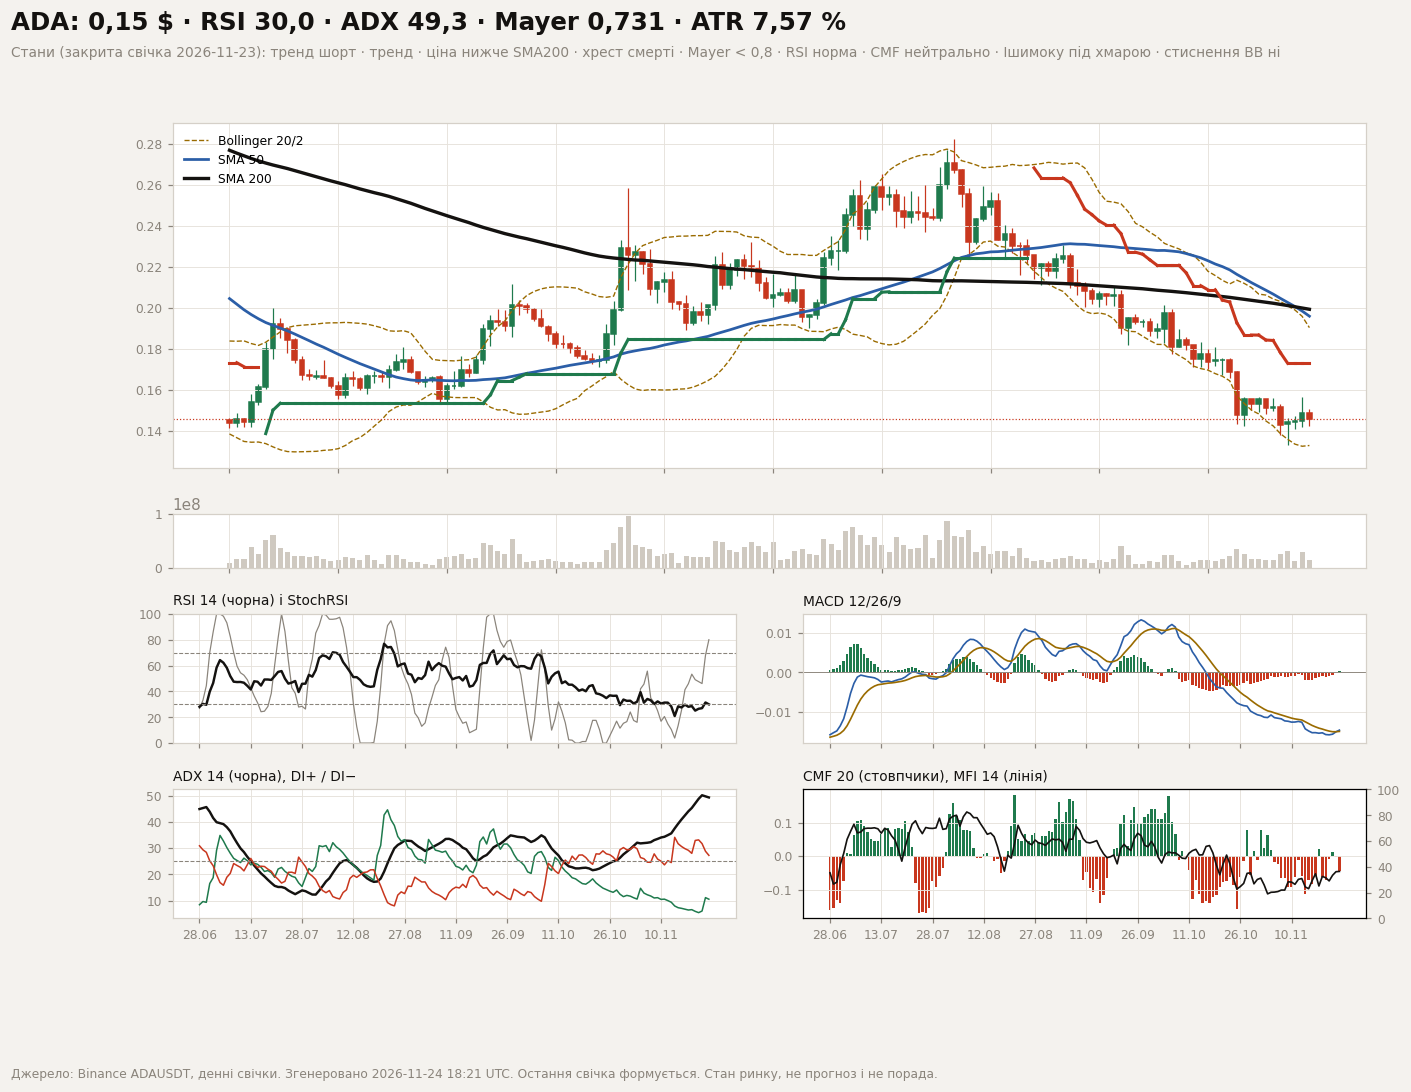 ADA: 0,15 $ · RSI 30,0 · ADX 49,3 · Mayer 0,731 · ATR 7,57 %
Стани (закрита свічка 2026-11-23): тренд шорт · тренд · ціна нижче SMA200 · хрест смерті · Mayer < 0,8 · RSI норма · CMF нейтрально · Ішимоку під хмарою · стиснення BB ні
Bollinger 20/2
SMA 50
SMA 200
0.28
0.26
0.24
0.22
0.20
0.18
0.16
0.14
1e8
1
0
RSI 14 (чорна) і StochRSI
100
80
60
40
20
0
MACD 12/26/9
0.01
0.00
−0.01
ADX 14 (чорна), DI+ / DI−
50
40
30
20
10
28.06 13.07 28.07 12.08 27.08 11.09 26.09 11.10 26.10 10.11
CMF 20 (стовпчики), MFI 14 (лінія)
0.1
0.0
−0.1
100
80
60
40
20
0
28.06 13.07 28.07 12.08 27.08 11.09 26.09 11.10 26.10 10.11
Джерело: Binance ADAUSDT, денні свічки. Згенеровано 2026-11-24 18:21 UTC. Остання свічка формується. Стан ринку, не прогноз і не порада.